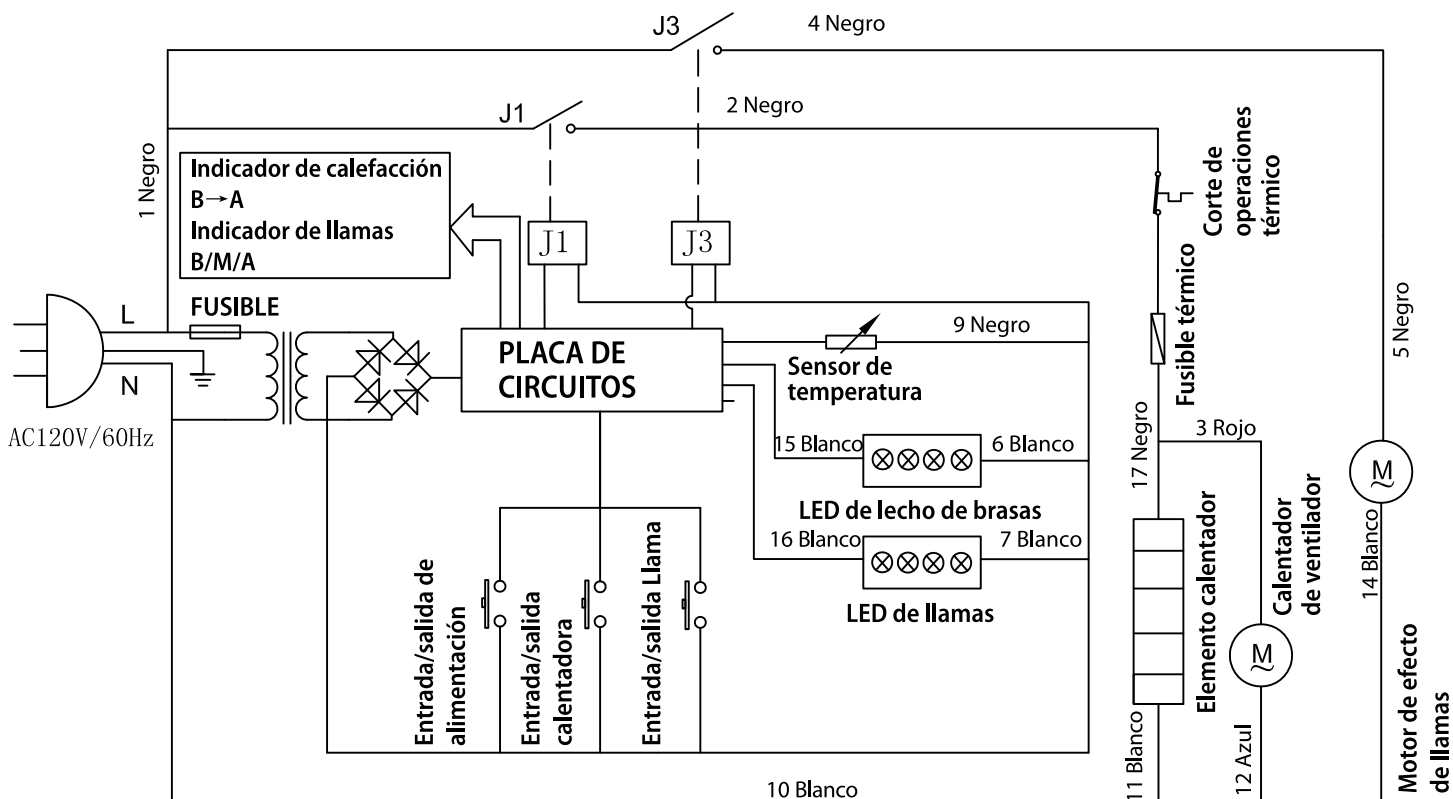 J3
4 Negro
J1
2 Negro
1 Negro
Indicador de calefacción
B→A
Indicador de llamas
B/M/A
J1
J3
Corte de
operaciones
térmico
L
FUSIBLE
N
AC120V/60Hz
PLACA DE
CIRCUITOS
9 Negro
Sensor de
temperatura
Fusible térmico
5 Negro
15 Blanco
6 Blanco
LED de lecho de brasas
16 Blanco
7 Blanco
LED de llamas
17 Negro
3 Rojo
M
14 Blanco
Elemento calentador
Calentador
de ventilador
M
Entrada/salida de
alimentación
Entrada/salida
calentadora
Entrada/salida Llama
11 Blanco
12 Azul
Motor de efecto
de llamas
10 Blanco